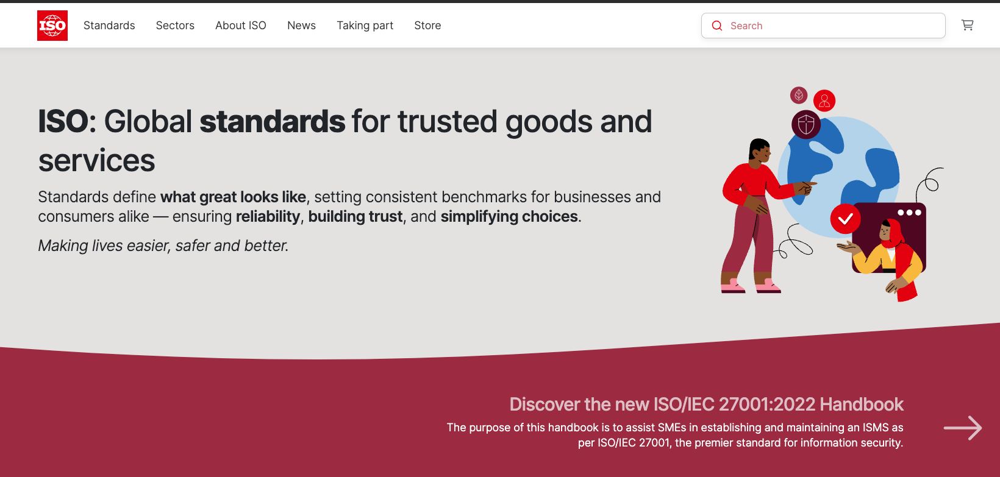 ISO
Standards
Sectors
About ISO
News
Taking part
Store
Search
ISO: Global standards for trusted goods and
services
Standards define what great looks like, setting consistent benchmarks for businesses and
consumers alike — ensuring reliability, building trust, and simplifying choices.
Making lives easier, safer and better.
Discover the new ISO/IEC 27001:2022 Handbook
The purpose of this handbook is to assist SMEs in establishing and maintaining an ISMS as
per ISO/IEC 27001, the premier standard for information security.